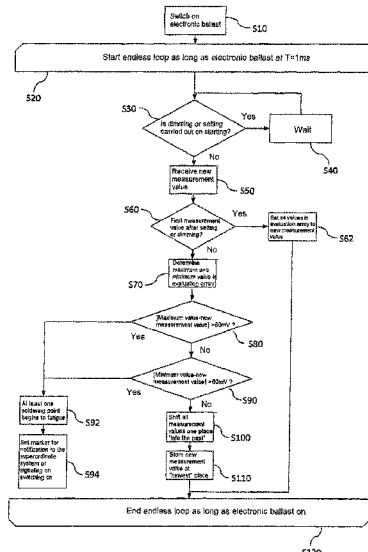 Switch on
electronic ballast
S10
Start endless loop as long as electronic ballast at T=1ms
S20
S30
Is dimming or setting
carried out on starting?
Yes
Wait
S40
No
Receive new
measurement
value
S50
S60
First measurement
value after setting
or dimming?
Yes
Set all values in
evaluation array to
new measurement
value
S62
No
Determine
maximum and
minimum value in
evaluation array
S70
[Maximum value-new
measurement value] >60mV ?
Yes
S80
No
[Minimum value-new
measurement value] >60mV ?
Yes
S90
No
At least one
soldering point
begins to fatigue
S92
Shift all
measurement
values one place
"into the past"
S100
Set marker for
notification to the
superordinate
system or
signaling on
switching on
S94
Store new
measurement
value at
"newest" place
S110
End endless loop as long as electronic ballast on
S120